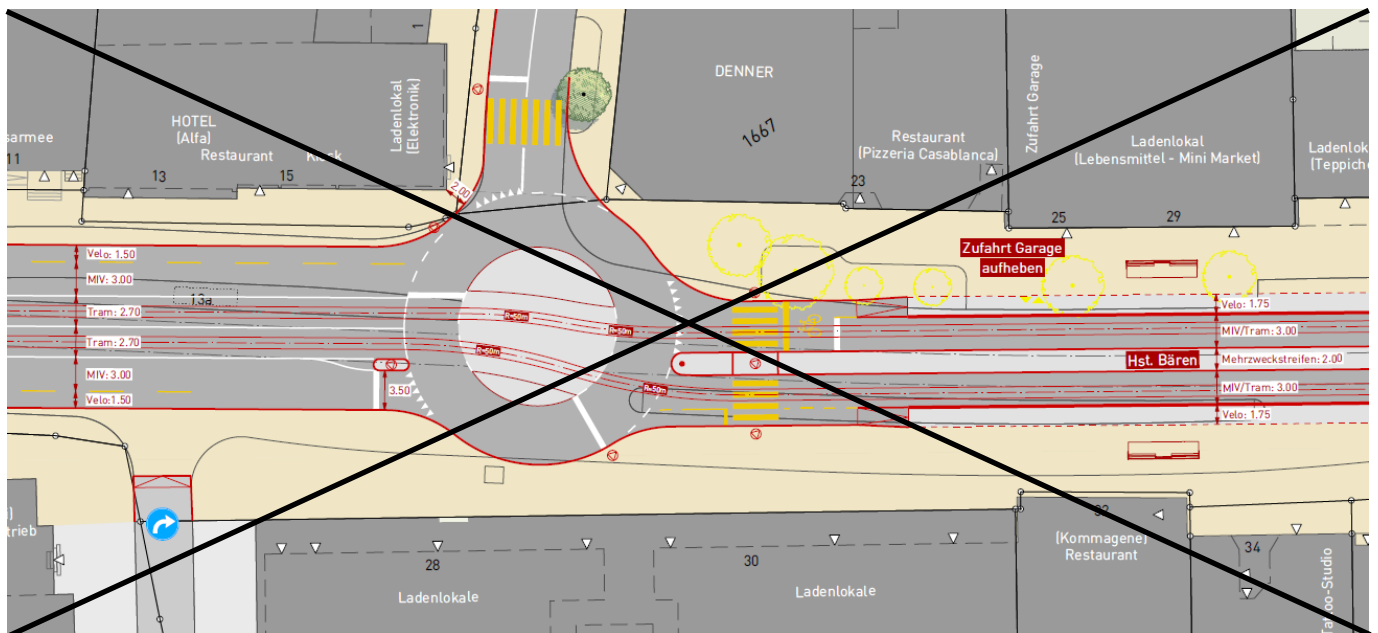 1
DENNER
1667
Zufahrt Garage
HOTEL
(Alfa)
Restaurant
Kiosk
Ladenlokal
(Elektronik)
sarmee
11
13
15
Restaurant
(Pizzeria Casablanca)
23
Ladenlokal
(Lebensmittel - Mini Market)
25
29
Ladenlok
(Teppiche
2.00
Zufahrt Garage
aufheben
Velo: 1.50
MIV: 3.00
13a
Tram: 2.70
Tram: 2.70
MIV: 3.00
Velo:1.50
3.50
R=50m
R=50m
R=50m
R=50m
Hst. Bären
Velo: 1.75
MIV/Tram: 3.00
Mehrzweckstreifen: 2.00
MIV/Tram: 3.00
Velo: 1.75
trieb
28
Ladenlokale
30
Ladenlokale
32
(Kommagene)
Restaurant
34
Tattoo-Studio